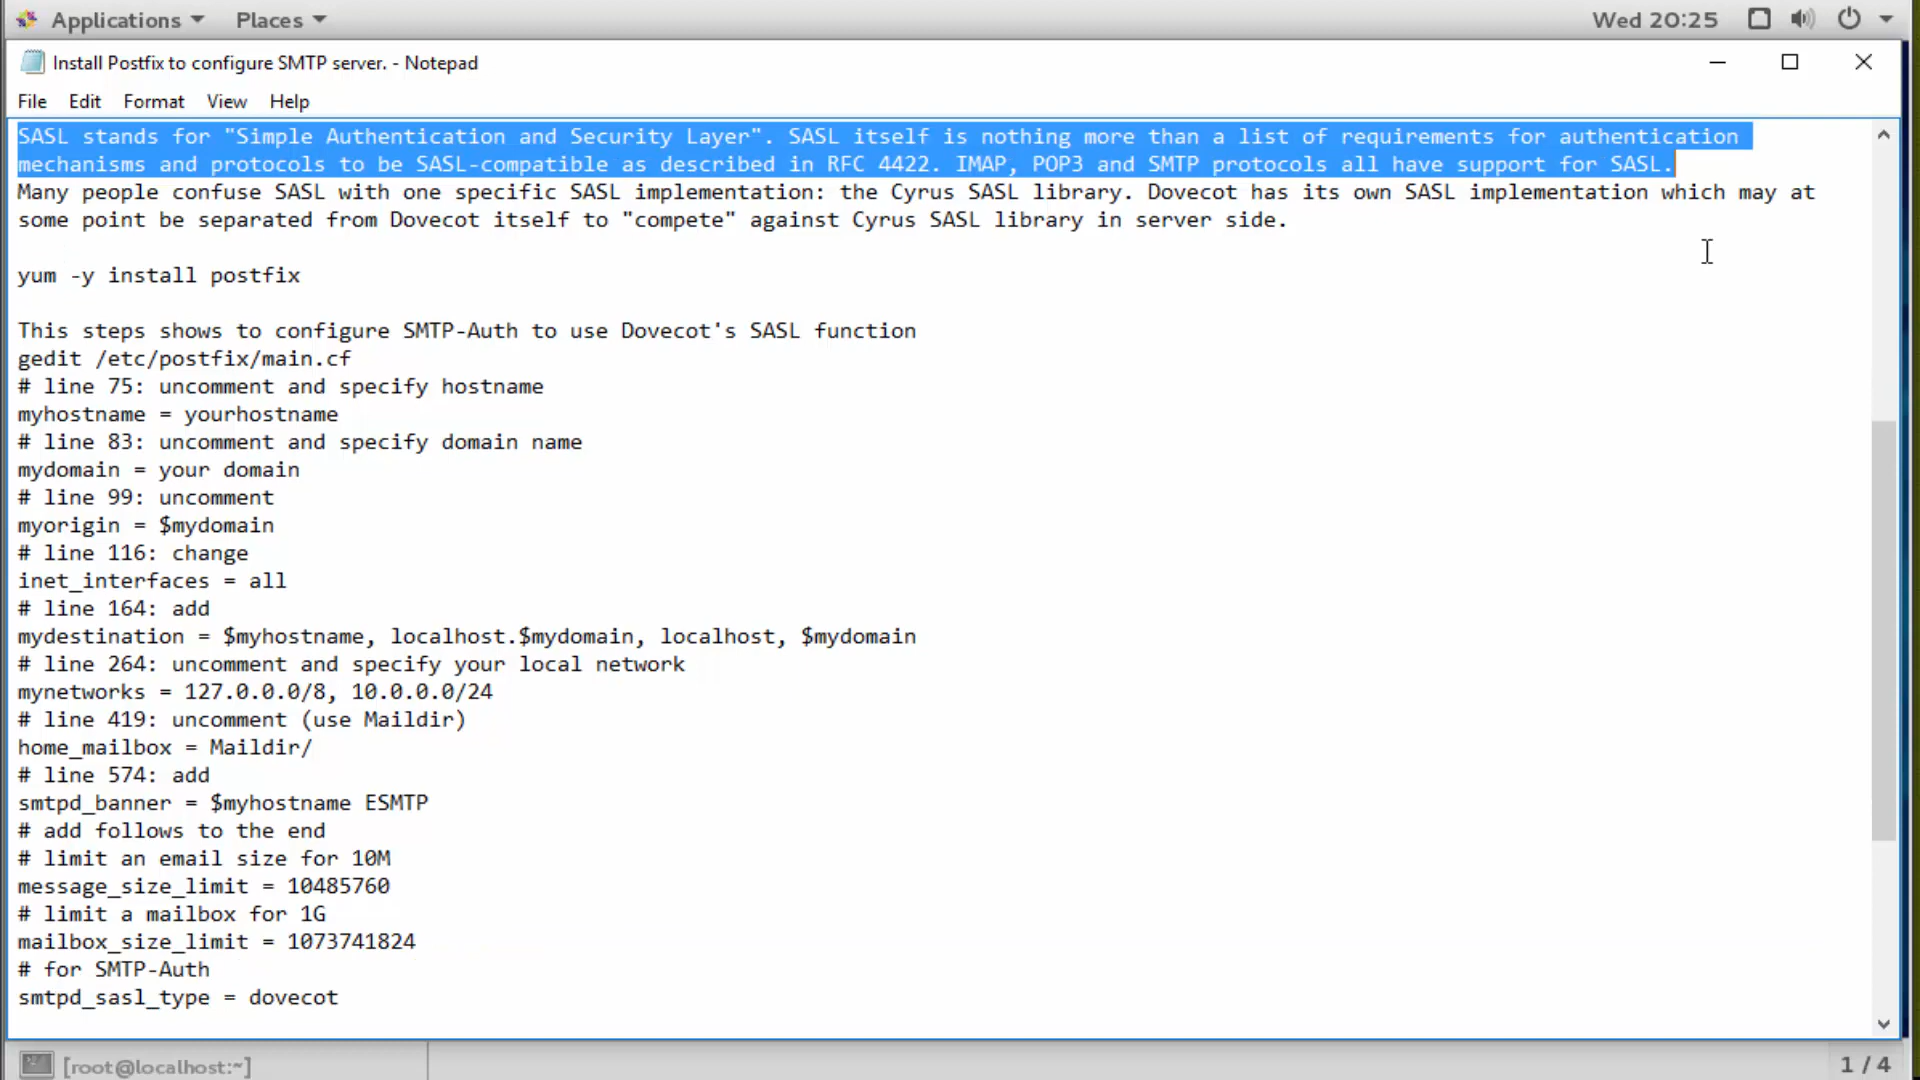 Applications Places Wed 20:25
Install Postfix to configure SMTP server. - Notepad
File Edit Format View Help
SASL stands for "Simple Authentication and Security Layer". SASL itself is nothing more than a list of requirements for authentication
mechanisms and protocols to be SASL-compatible as described in RFC 4422. IMAP, POP3 and SMTP protocols all have support for SASL.
Many people confuse SASL with one specific SASL implementation: the Cyrus SASL library. Dovecot has its own SASL implementation which may at
some point be separated from Dovecot itself to "compete" against Cyrus SASL library in server side.
yum -y install postfix
This steps shows to configure SMTP-Auth to use Dovecot's SASL function
gedit /etc/postfix/main.cf
# line 75: uncomment and specify hostname
myhostname = yourhostname
# line 83: uncomment and specify domain name
mydomain = your domain
# line 99: uncomment
myorigin = $mydomain
# line 116: change
inet_interfaces = all
# line 164: add
mydestination = $myhostname, localhost.$mydomain, localhost, $mydomain
# line 264: uncomment and specify your local network
mynetworks = 127.0.0.0/8, 10.0.0.0/24
# line 419: uncomment (use Maildir)
home_mailbox = Maildir/
# line 574: add
smtpd_banner = $myhostname ESMTP
# add follows to the end
# limit an email size for 10M
message_size_limit = 10485760
# limit a mailbox for 1G
mailbox_size_limit = 1073741824
# for SMTP-Auth
smtpd_sasl_type = dovecot
[root@localhost:~] 1 / 4